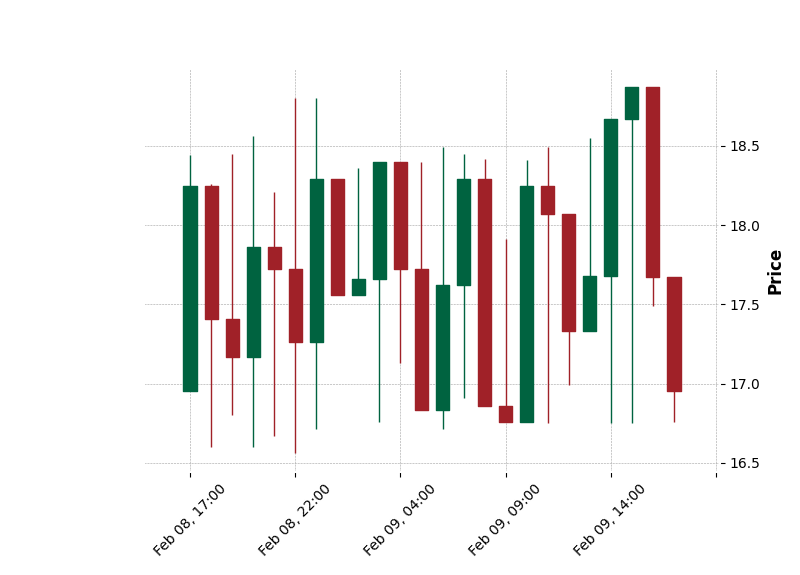 18.5
18.0
17.5
17.0
16.5
Price
Feb 08, 17:00
Feb 08, 22:00
Feb 09, 04:00
Feb 09, 09:00
Feb 09, 14:00